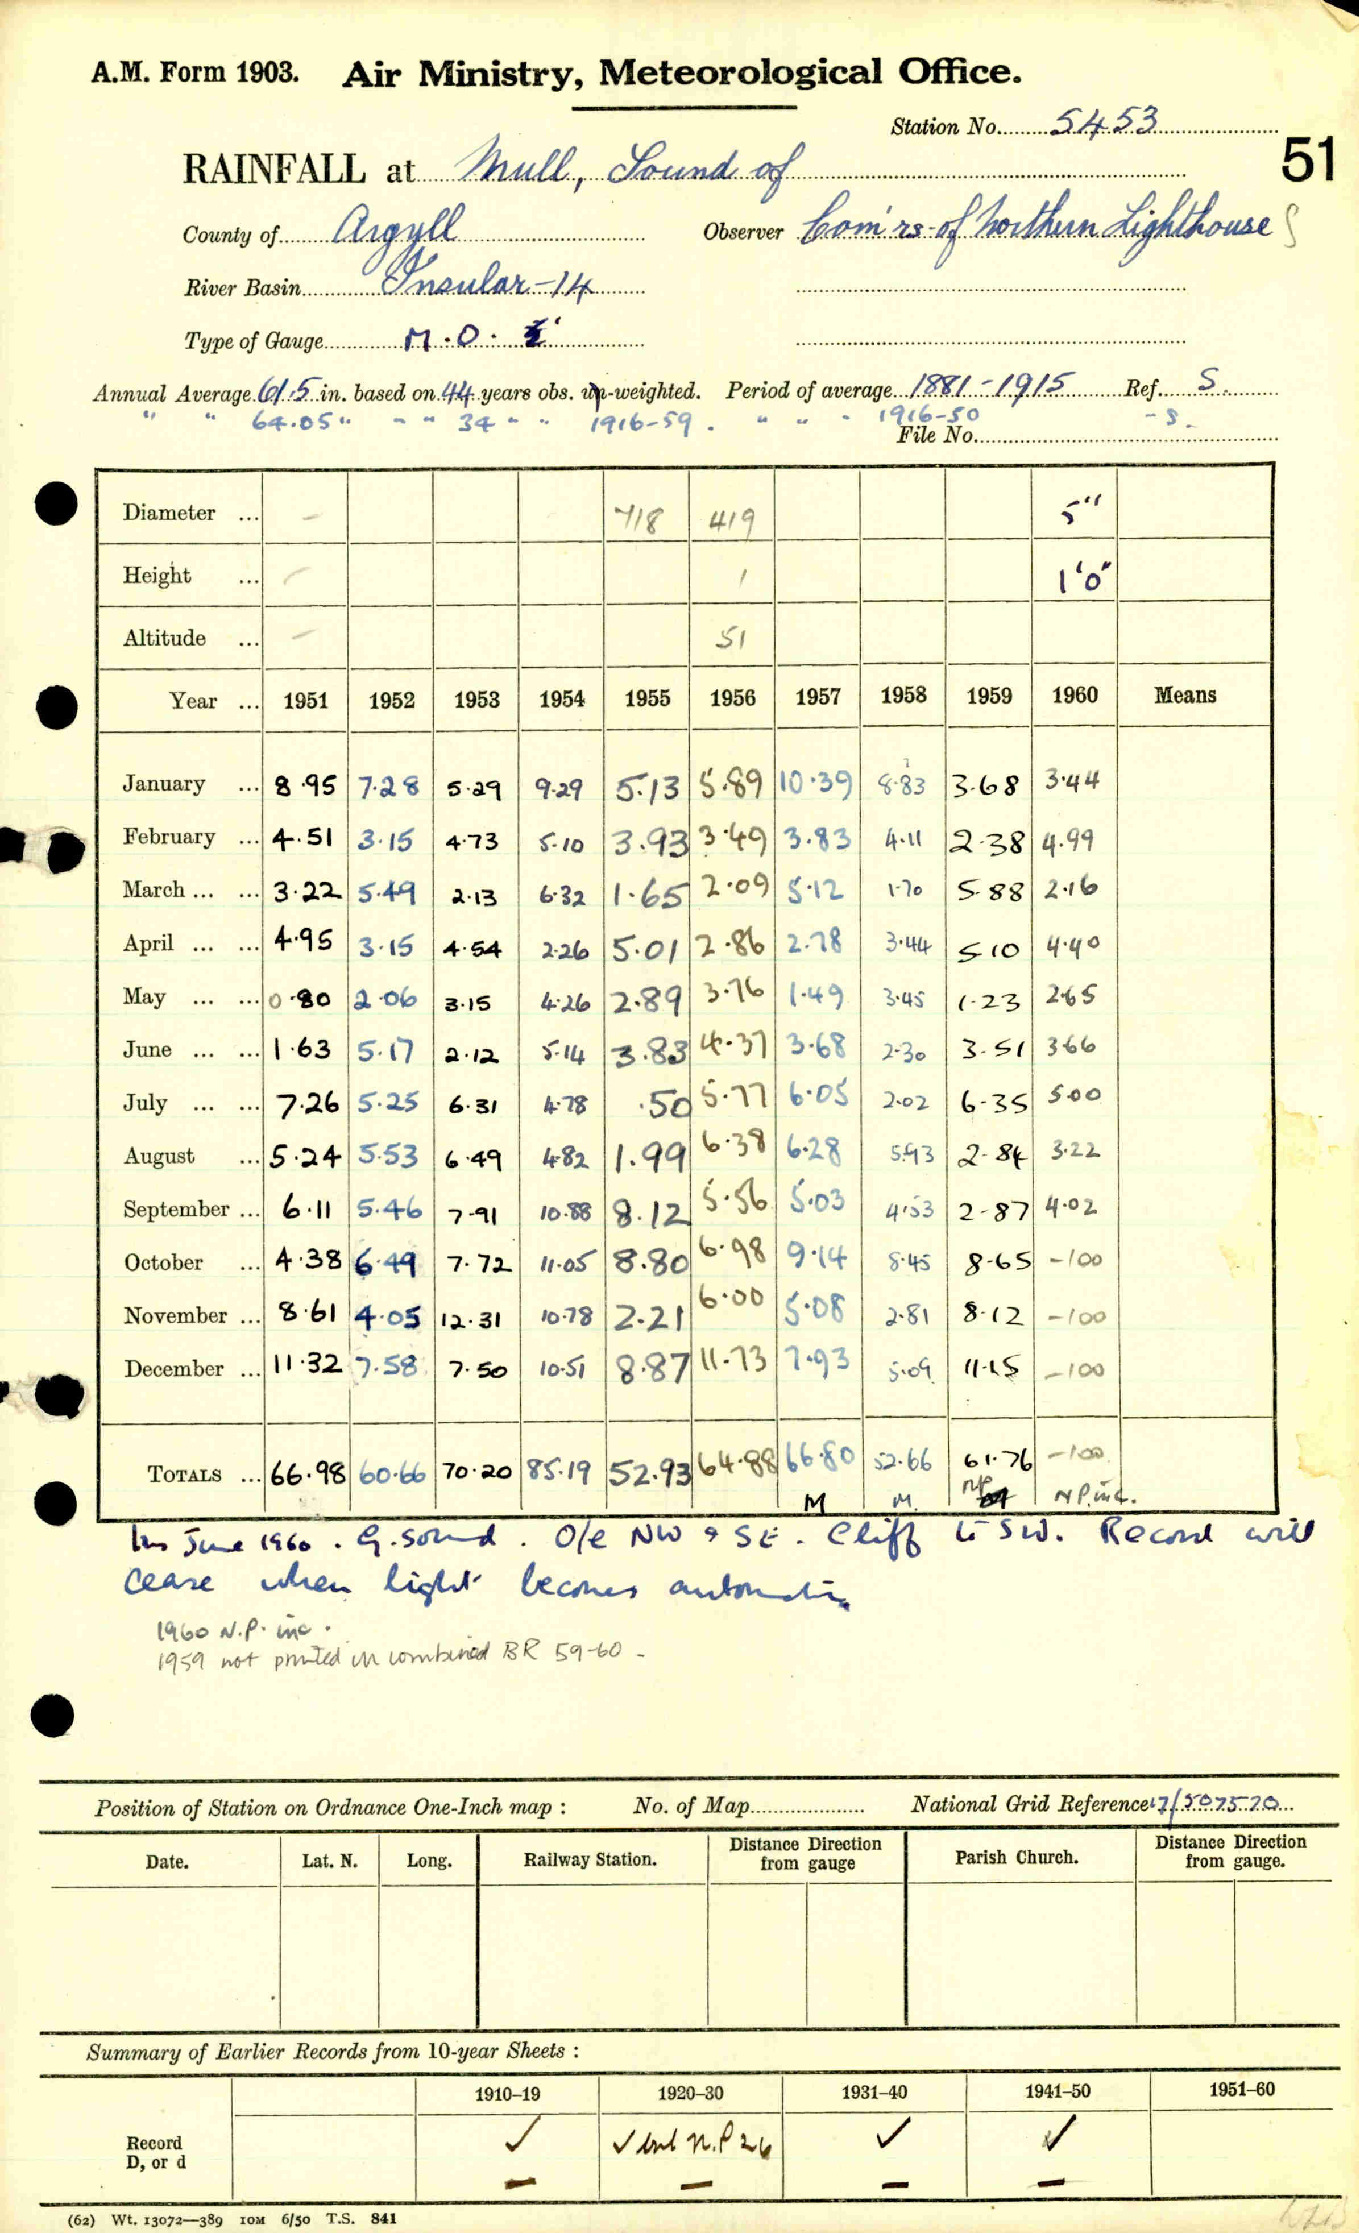 A.M. Form 1903. Air Ministry, Meteorological Office.
Station No. 5453
51
RAINFALL at Mull, Sound of
County of Argyll Observer Com'rs of Northern Lighthouses
River Basin Insular-14
Type of Gauge M.O.
Annual Average 61.5 in. based on 44 years obs. un-weighted. Period of average 1881-1915 Ref. S.
" " 64.05 " - " 34 " " 1916-59. " " " 1916-50 - S.
File No.
Diameter ... - 718 419 5"
Height ... - 1 1'0"
Altitude ... - 51
Year ... 1951 1952 1953 1954 1955 1956 1957 1958 1959 1960 Means
January ... 8.95 7.28 5.29 9.29 5.13 5.89 10.39 8.83 3.68 3.44
February ... 4.51 3.15 4.73 5.10 3.93 3.49 3.83 4.11 2.38 4.99
March ... ... 3.22 5.49 2.13 6.32 1.65 2.09 5.12 1.70 5.88 2.16
April ... ... 4.95 3.15 4.54 2.26 5.01 2.86 2.78 3.44 5.10 4.40
May ... ... 0.80 2.06 3.15 4.26 2.89 3.76 1.49 3.45 1.23 2.65
June ... ... 1.63 5.17 2.12 5.14 3.83 4.37 3.68 2.30 3.51 3.66
July ... ... 7.26 5.25 6.31 4.78 .50 5.77 6.05 2.02 6.35 5.00
August ... 5.24 5.53 6.49 4.82 1.99 6.38 6.28 5.93 2.84 3.22
September ... 6.11 5.46 7.91 10.88 8.12 5.56 5.03 4.53 2.87 4.02
October ... 4.38 6.49 7.72 11.05 8.80 6.98 9.14 8.45 8.65 -100
November ... 8.61 4.05 12.31 10.78 2.21 6.00 5.08 2.81 8.12 -100
December ... 11.32 7.58 7.50 10.51 8.87 11.73 7.93 5.09 11.15 -100
TOTALS ... 66.98 60.66 70.20 85.19 52.93 64.88 66.80 52.66 61.76 -100
M M. NP N P. inc.
Ins June 1960. G. sound. O/e NW & SE. Cliff to SW. Record will
cease when light becomes automatic
1960 N.P. inc.
1959 not printed in combined BR 59-60 -
Position of Station on Ordnance One-Inch map : No. of Map National Grid Reference 17/507570
Date. Lat. N. Long. Railway Station. Distance Direction from gauge Parish Church. Distance Direction from gauge.
Summary of Earlier Records from 10-year Sheets :
1910-19 1920-30 1931-40 1941-50 1951-60
Record ✓ ✓ but N.P 26 ✓ ✓
D, or d - - - -
(62) Wt. 13072-389 10M 6/50 T.S. 841